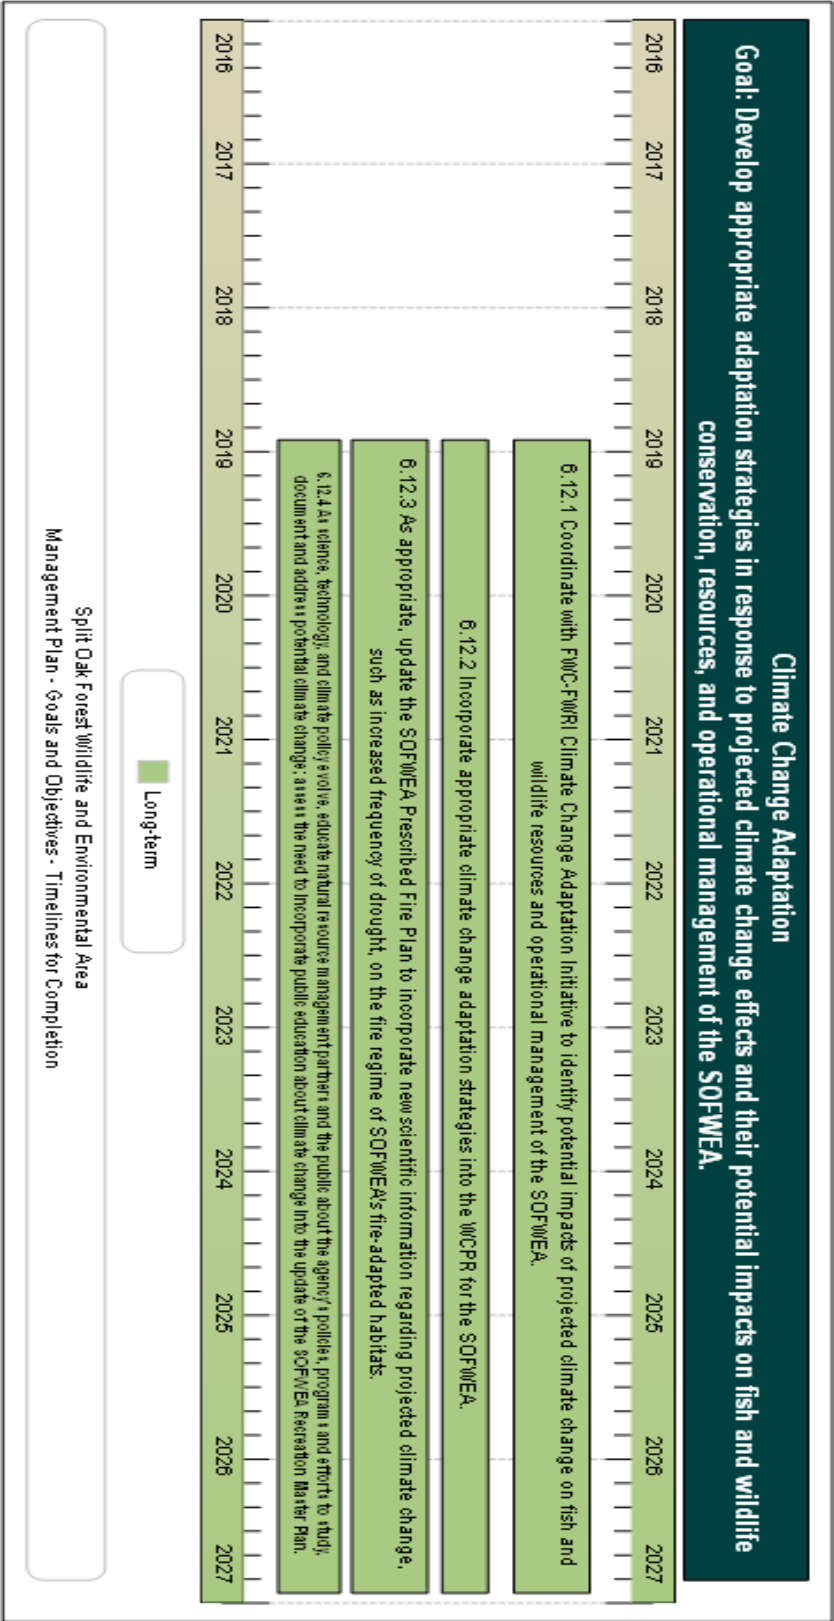 Climate Change Adaptation
Goal: Develop appropriate adaptation strategies in response to projected climate change effects and their potential impacts on fish and wildlife
conservation, resources, and operational management of the SOFWEA.
2016 2017 2018 2019 2020 2021 2022 2023 2024 2025 2026 2027
6.12.1 Coordinate with FWC-FWRI Climate Change Adaptation Initiative to identify potential impacts of projected climate change on fish and
wildlife resources and operational management of the SOFWEA.
6.12.2 Incorporate appropriate climate change adaptation strategies into the WCPR for the SOFWEA.
6.12.3 As appropriate, update the SOFWEA Prescribed Fire Plan to incorporate new scientific information regarding projected climate change,
such as increased frequency of drought, on the fire regime of SOFWEA's fire-adapted habitats.
6.12.4 As science, technology, and climate policy evolve, educate natural resource management partners and the public about the agency's policies, programs and efforts to study,
document and address potential climate change; assess the need to incorporate public education about climate change into the update of the SOFWEA Recreation Master Plan.
2016 2017 2018 2019 2020 2021 2022 2023 2024 2025 2026 2027
Long-term
Split Oak Forest Wildlife and Environmental Area
Management Plan - Goals and Objectives - Timelines for Completion